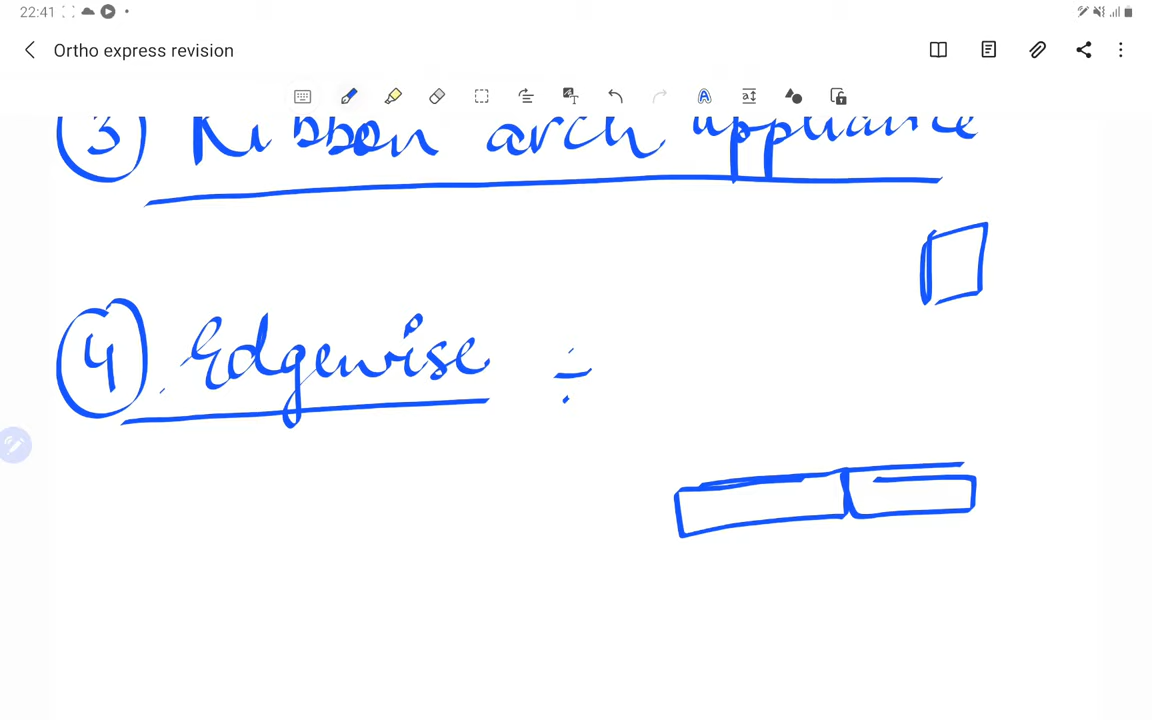 22:41
Ortho express revision
③ Ribbon arch appliance
④ Edgewise ÷